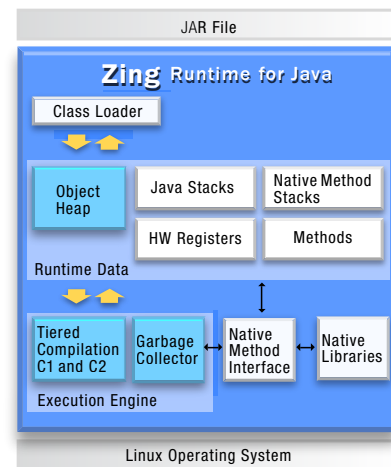 JAR File
Zing Runtime for Java
Class Loader
Object
Heap
Java Stacks
Native Method
Stacks
HW Registers
Methods
Runtime Data
Tiered
Compilation
C1 and C2
Garbage
Collector
Native
Method
Interface
Native
Libraries
Execution Engine
Linux Operating System